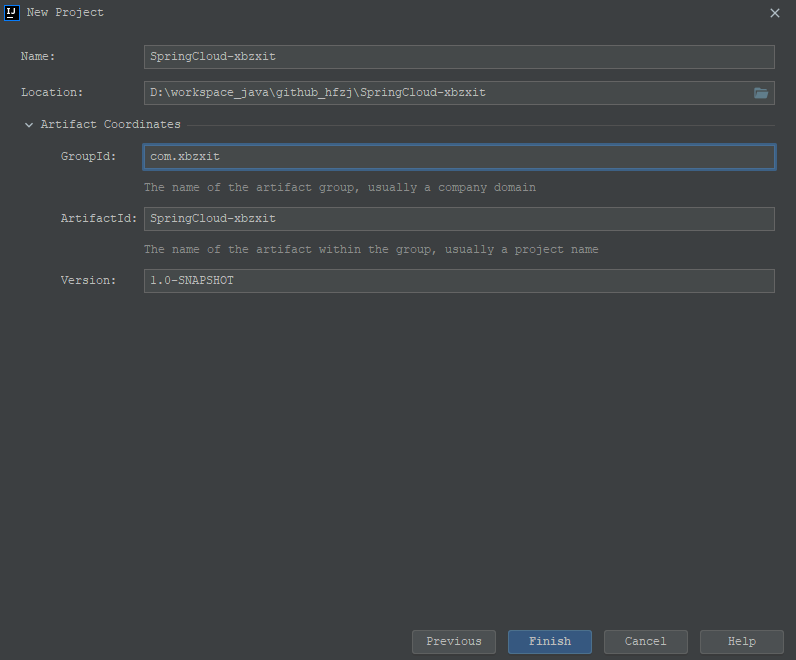 IJ New Project
Name: SpringCloud-xbzxit
Location: D:\workspace_java\github_hfzj\SpringCloud-xbzxit
Artifact Coordinates
GroupId: com.xbzxit
The name of the artifact group, usually a company domain
ArtifactId: SpringCloud-xbzxit
The name of the artifact within the group, usually a project name
Version: 1.0-SNAPSHOT
Previous Finish Cancel Help